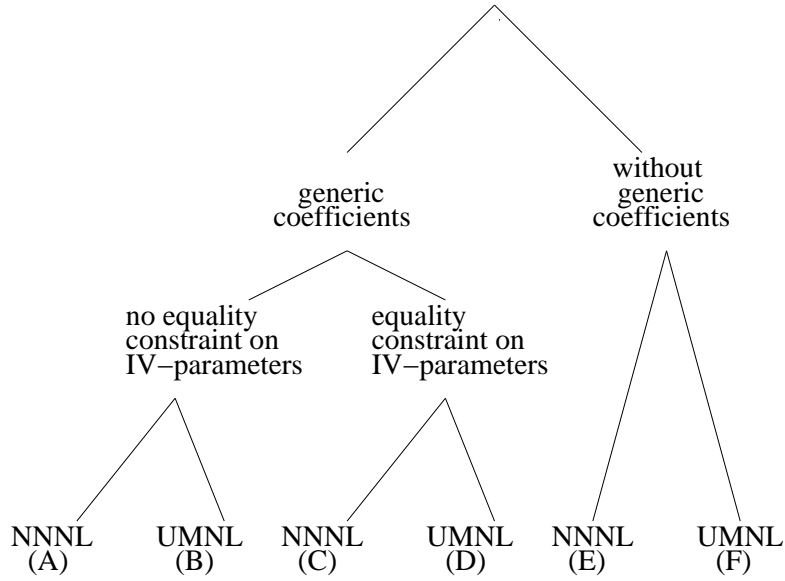 generic
coefficients
without
generic
coefficients
no equality
constraint on
IV−parameters
equality
constraint on
IV−parameters
NNNL
(A)
UMNL
(B)
NNNL
(C)
UMNL
(D)
NNNL
(E)
UMNL
(F)